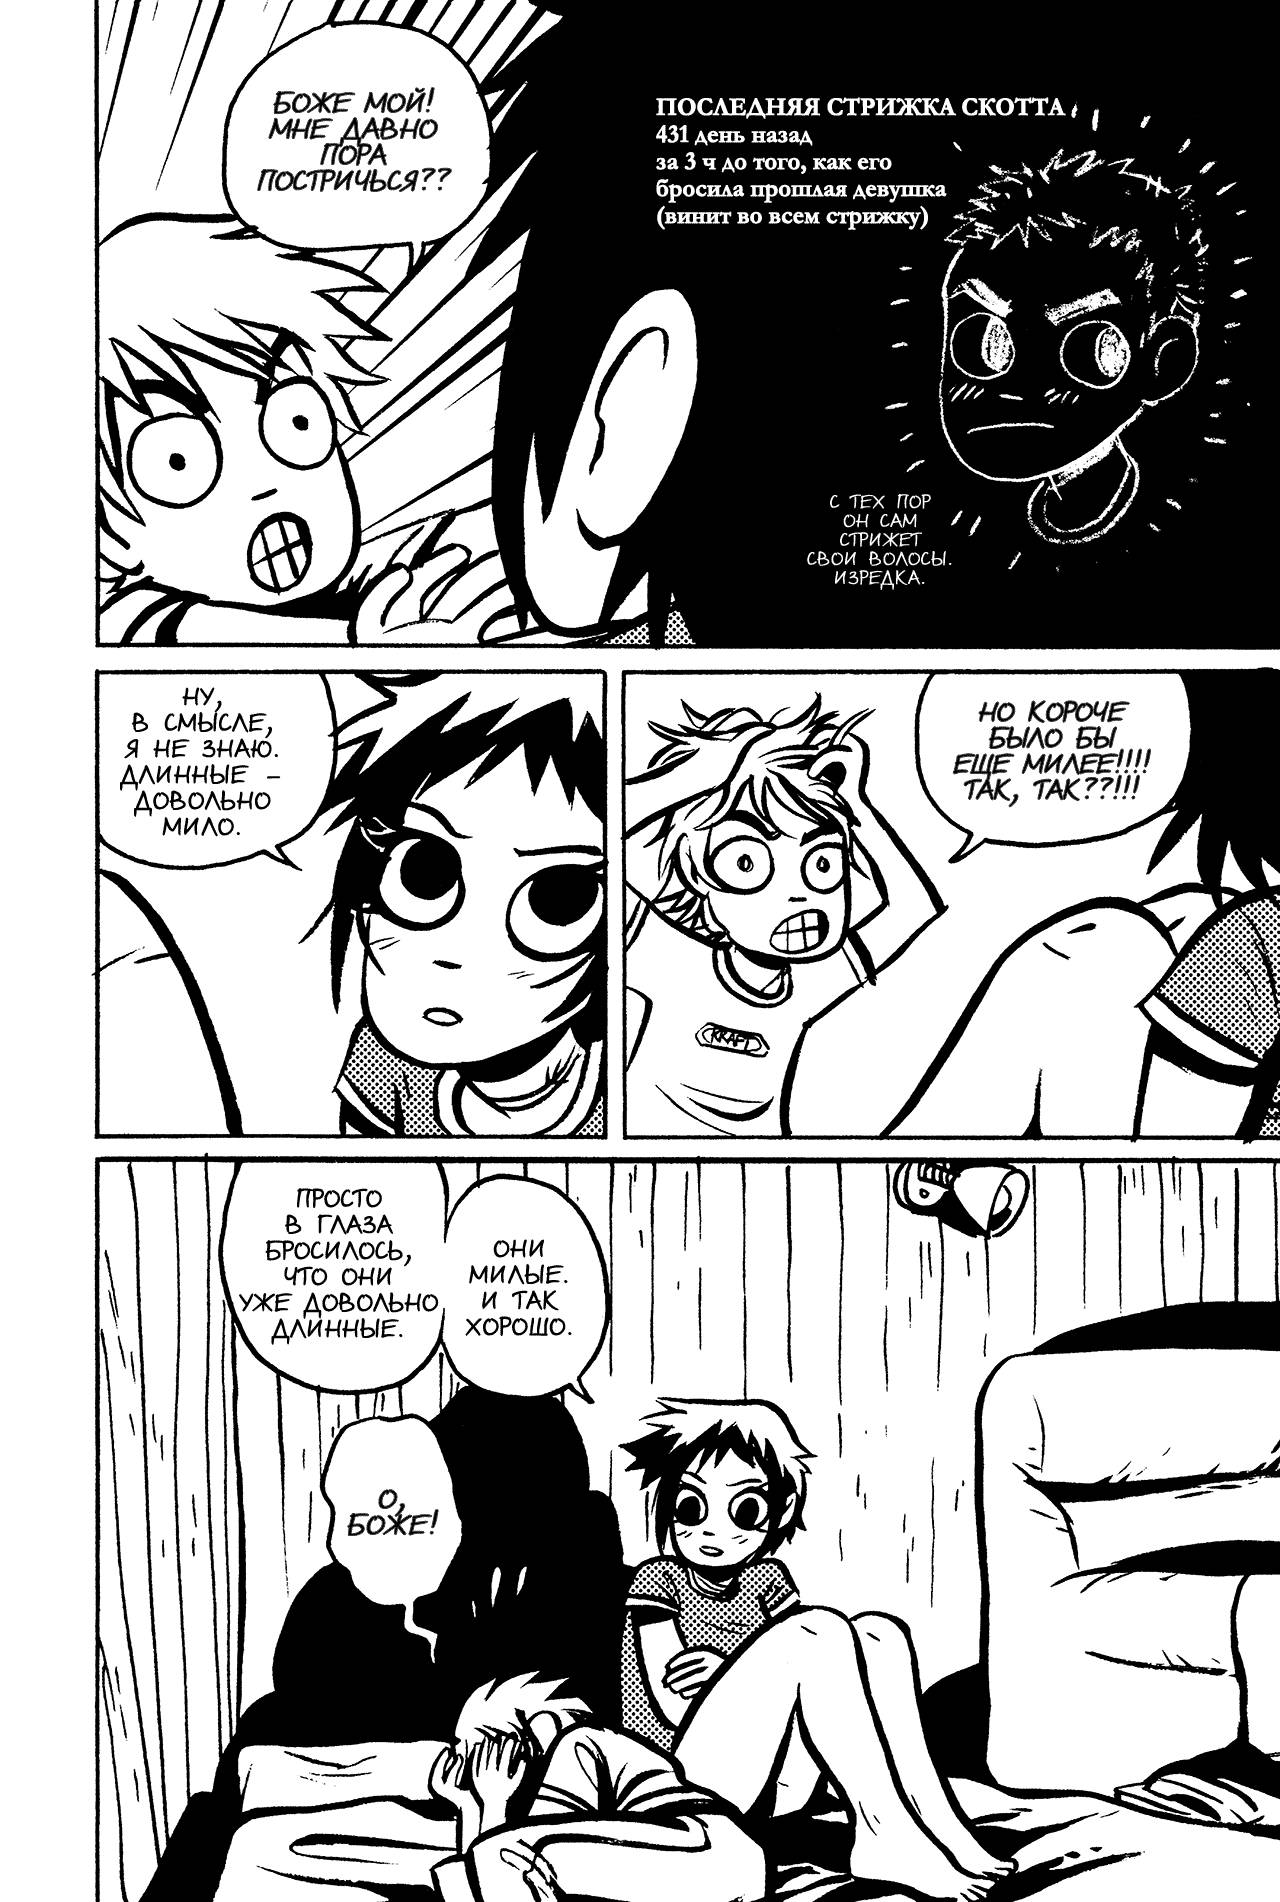 БОЖЕ МОЙ!
МНЕ ДАВНО
ПОРА
ПОСТРИЧЬСЯ??
ПОСЛЕДНЯЯ СТРИЖКА СКОТТА
431 день назад
за 3 ч до того, как его
бросила прошлая девушка
(винит во всем стрижку)
С ТЕХ ПОР
ОН САМ
СТРИЖЕТ
СВОИ ВОЛОСЫ.
ИЗРЕДКА.
НУ,
В СМЫСЛЕ,
Я НЕ ЗНАЮ.
ДЛИННЫЕ –
ДОВОЛЬНО
МИЛО.
НО КОРОЧЕ
БЫЛО БЫ
ЕЩЕ МИЛЕЕ!!!!
ТАК, ТАК??!!!
KRAFT
ПРОСТО
В ГЛАЗА
БРОСИЛОСЬ,
ЧТО ОНИ
УЖЕ ДОВОЛЬНО
ДЛИННЫЕ.
ОНИ
МИЛЫЕ.
И ТАК
ХОРОШО.
О,
БОЖЕ!